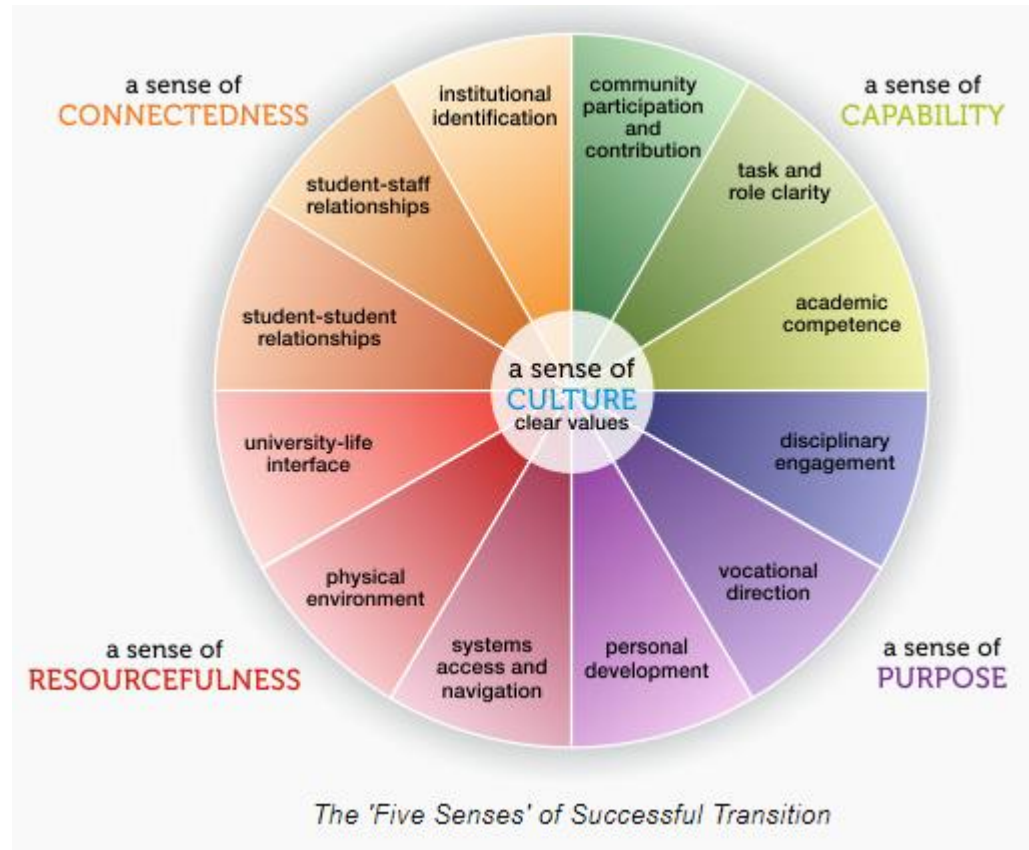 a sense of
CONNECTEDNESS
institutional
identification
community
participation
and
contribution
a sense of
CAPABILITY
student-staff
relationships
task and
role clarity
student-student
relationships
academic
competence
a sense of
CULTURE
clear values
university-life
interface
disciplinary
engagement
physical
environment
vocational
direction
a sense of
RESOURCEFULNESS
systems
access and
navigation
personal
development
a sense of
PURPOSE
The 'Five Senses' of Successful Transition